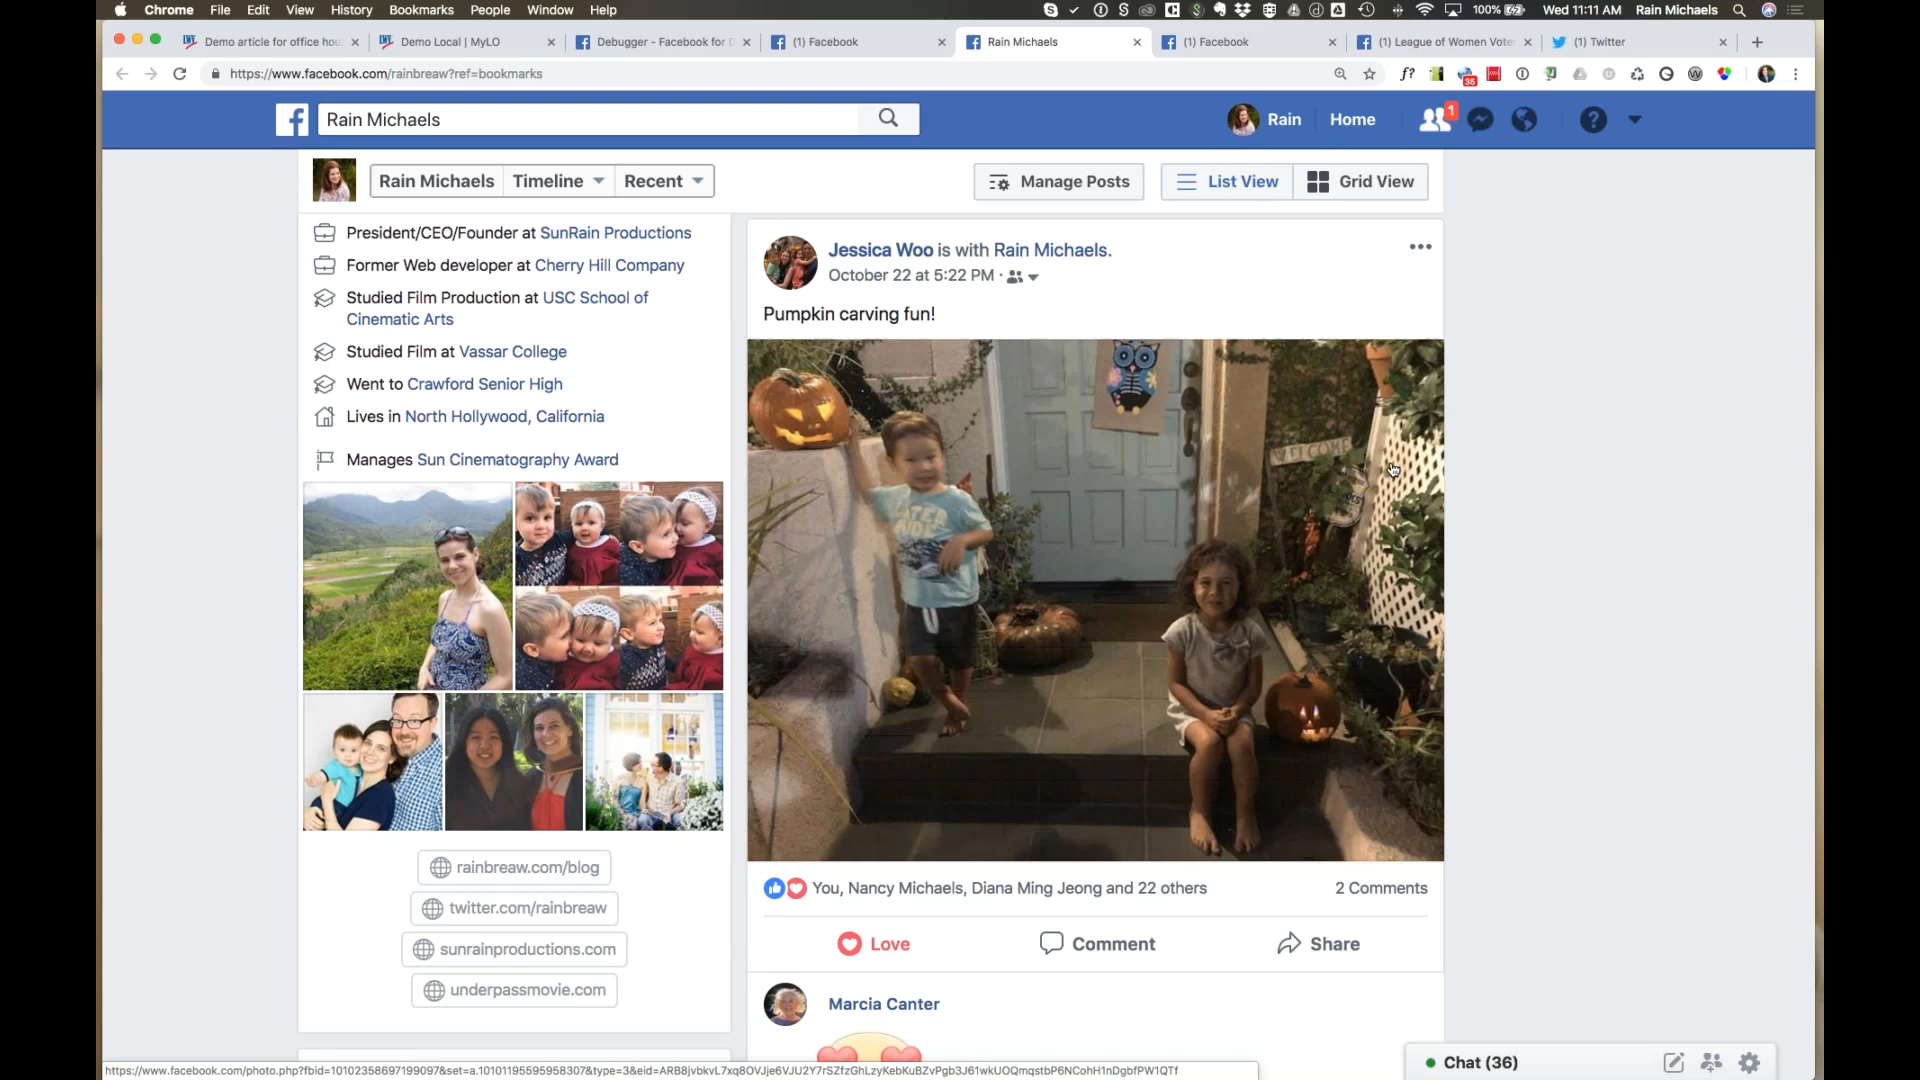 Chrome File Edit View History Bookmarks People Window Help 100% Wed 11:11 AM Rain Michaels
Demo article for office hou Demo Local | MyLO Debugger - Facebook for D (1) Facebook Rain Michaels (1) Facebook (1) League of Women Vote (1) Twitter
https://www.facebook.com/rainbreaw?ref=bookmarks f? 35
Rain Michaels Rain Home 1 ?
Rain Michaels Timeline Recent Manage Posts List View Grid View
President/CEO/Founder at SunRain Productions
Former Web developer at Cherry Hill Company
Studied Film Production at USC School of
Cinematic Arts
Studied Film at Vassar College
Went to Crawford Senior High
Lives in North Hollywood, California
Manages Sun Cinematography Award
rainbreaw.com/blog
twitter.com/rainbreaw
sunrainproductions.com
underpassmovie.com
Jessica Woo is with Rain Michaels.
October 22 at 5:22 PM ·
Pumpkin carving fun!
WELCOME
You, Nancy Michaels, Diana Ming Jeong and 22 others 2 Comments
Love Comment Share
Marcia Canter
Chat (36)